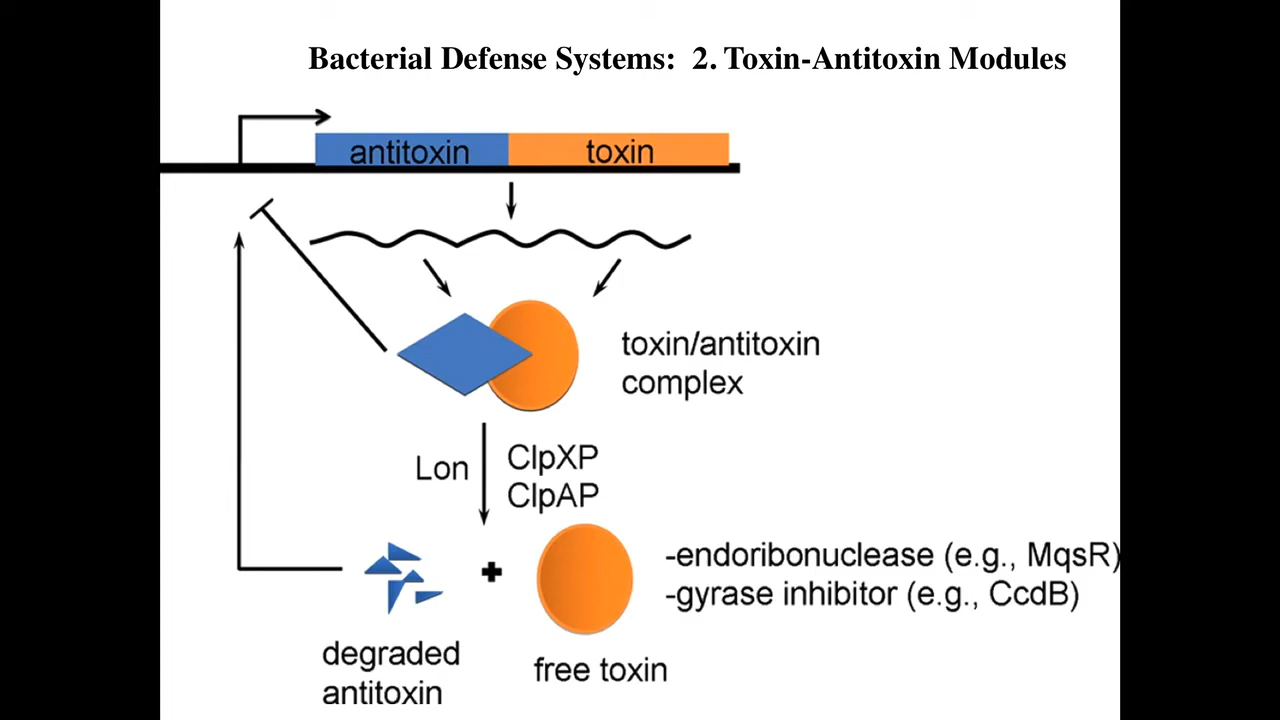 Bacterial Defense Systems:  2. Toxin-Antitoxin Modules
antitoxin
toxin
toxin/antitoxin
complex
Lon
ClpXP
ClpAP
-endoribonuclease (e.g., MqsR)
-gyrase inhibitor (e.g., CcdB)
+
degraded
antitoxin
free toxin